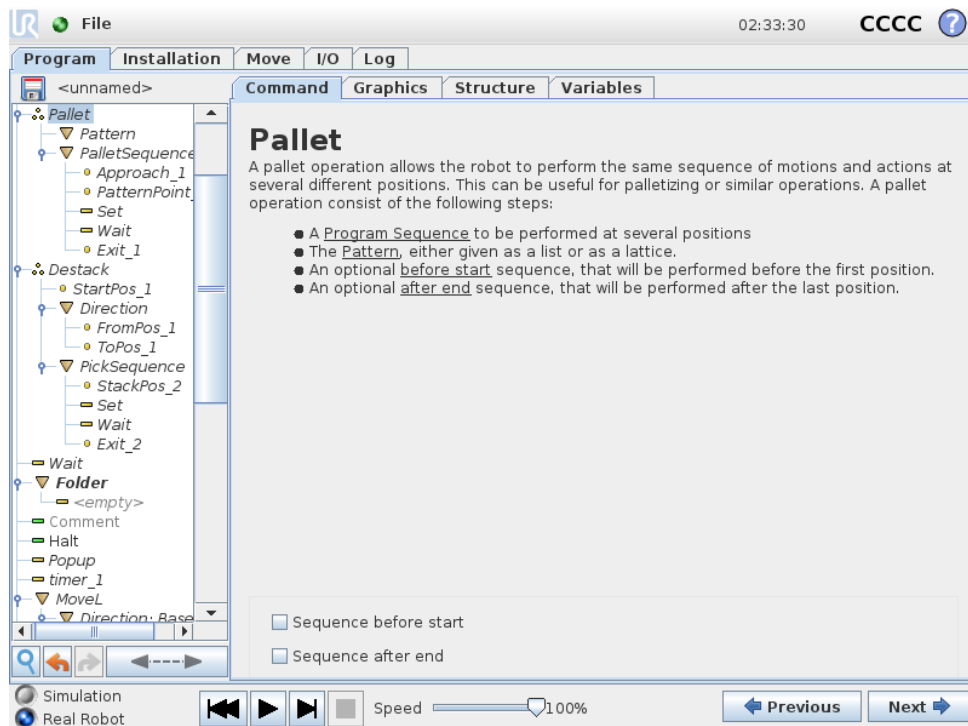 UR File 02:33:30 CCCC ?
Program Installation Move I/O Log
<unnamed>
Command Graphics Structure Variables
Pallet
Pattern
PalletSequence
Approach_1
PatternPoint_
Set
Wait
Exit_1
Destack
StartPos_1
Direction
FromPos_1
ToPos_1
PickSequence
StackPos_2
Set
Wait
Exit_2
Wait
Folder
<empty>
Comment
Halt
Popup
timer_1
MoveL
Direction: Base
Pallet
A pallet operation allows the robot to perform the same sequence of motions and actions at
several different positions. This can be useful for palletizing or similar operations. A pallet
operation consist of the following steps:
A Program Sequence to be performed at several positions
The Pattern, either given as a list or as a lattice.
An optional before start sequence, that will be performed before the first position.
An optional after end sequence, that will be performed after the last position.
Sequence before start
Sequence after end
Simulation
Real Robot
Speed 100%
Previous Next